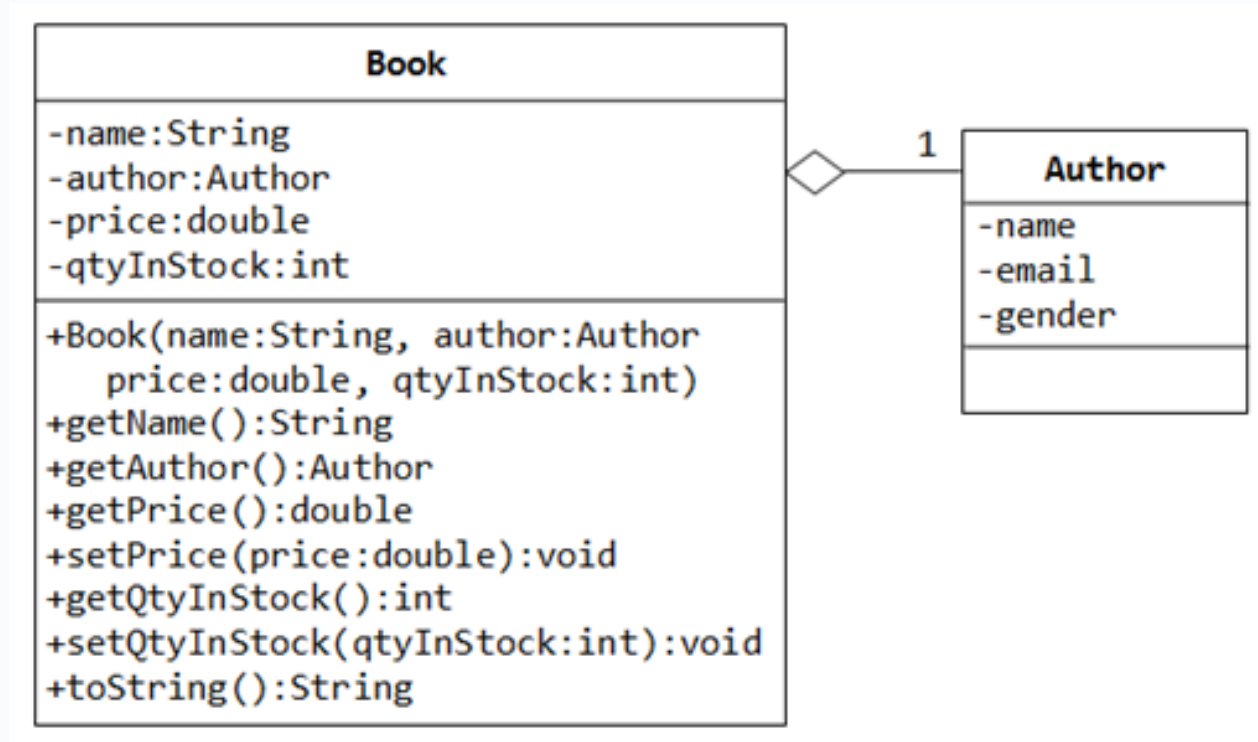 Book
-name:String
-author:Author
-price:double
-qtyInStock:int
+Book(name:String, author:Author
price:double, qtyInStock:int)
+getName():String
+getAuthor():Author
+getPrice():double
+setPrice(price:double):void
+getQtyInStock():int
+setQtyInStock(qtyInStock:int):void
+toString():String
1
Author
-name
-email
-gender